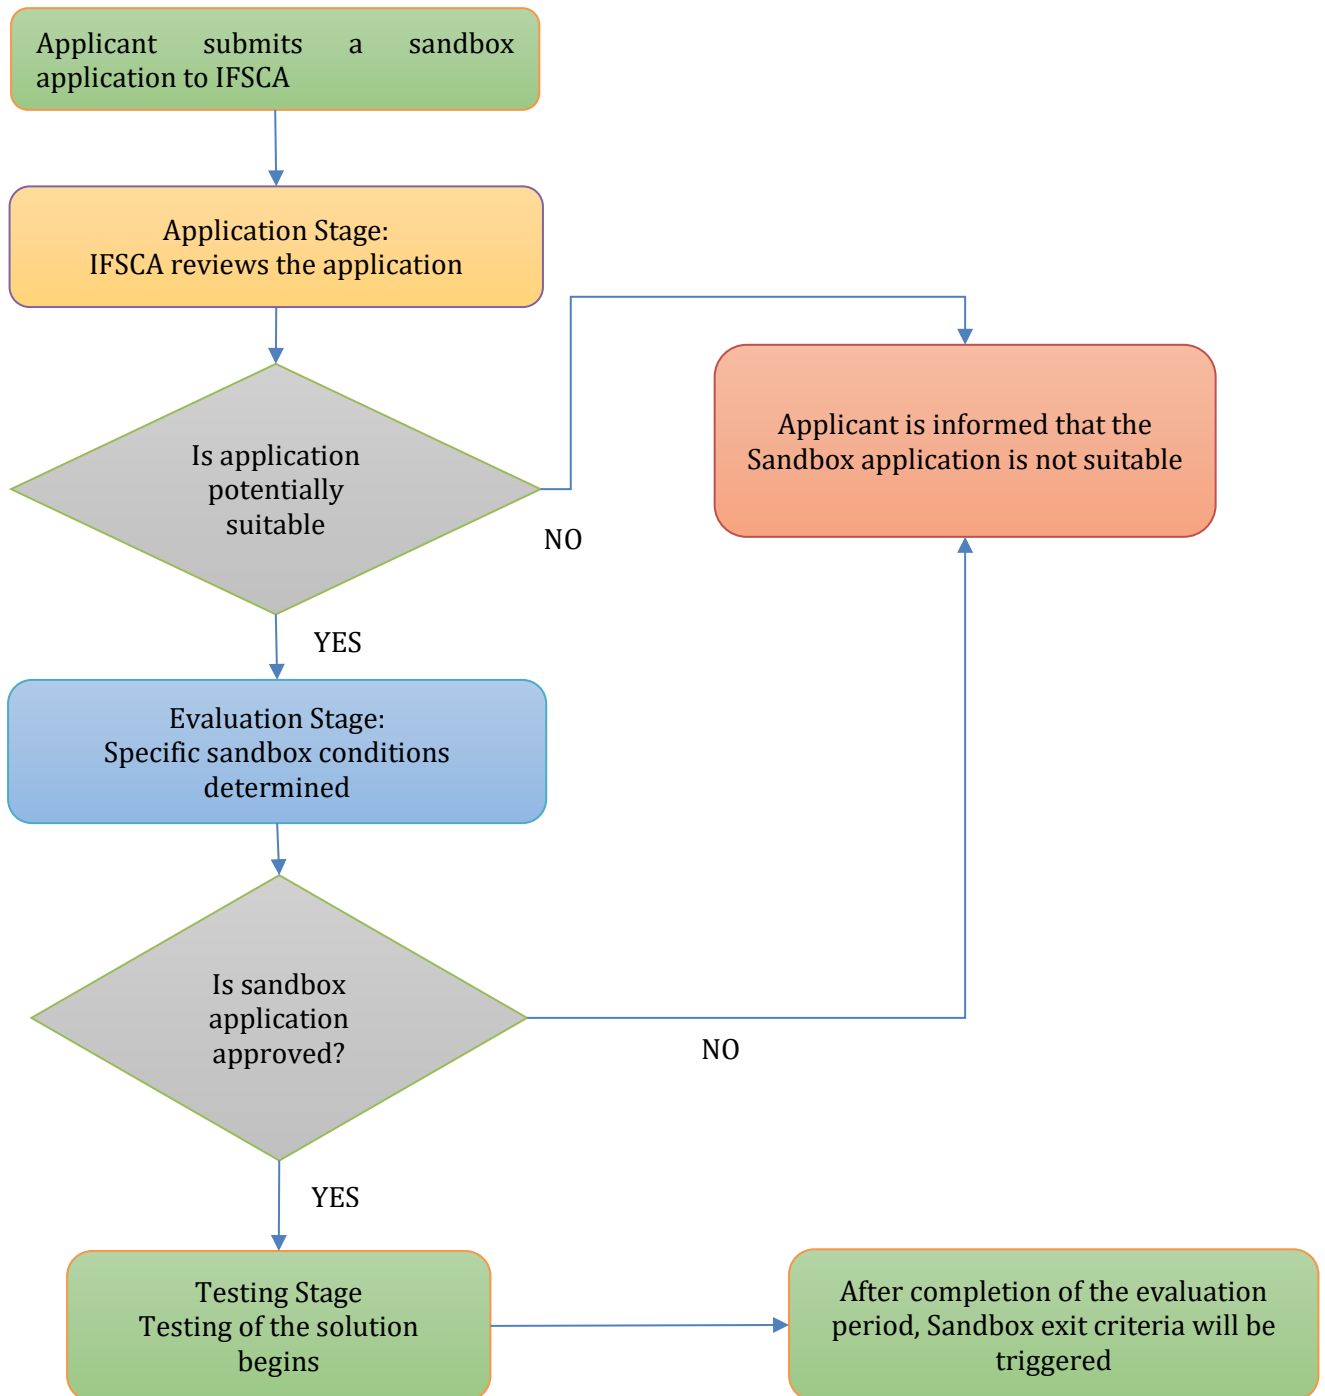 Applicant submits a sandbox
application to IFSCA
Application Stage:
IFSCA reviews the application
Is application
potentially
suitable
NO
Applicant is informed that the
Sandbox application is not suitable
YES
Evaluation Stage:
Specific sandbox conditions
determined
Is sandbox
application
approved?
NO
YES
Testing Stage
Testing of the solution
begins
After completion of the evaluation
period, Sandbox exit criteria will be
triggered